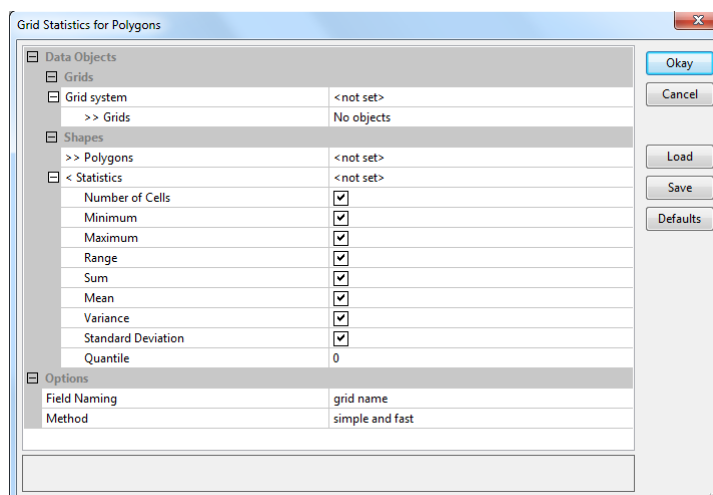 Grid Statistics for Polygons
Data Objects
Grids
Grid system <not set>
>> Grids No objects
Shapes
>> Polygons <not set>
< Statistics <not set>
Number of Cells
Minimum
Maximum
Range
Sum
Mean
Variance
Standard Deviation
Quantile 0
Options
Field Naming grid name
Method simple and fast
Okay
Cancel
Load
Save
Defaults